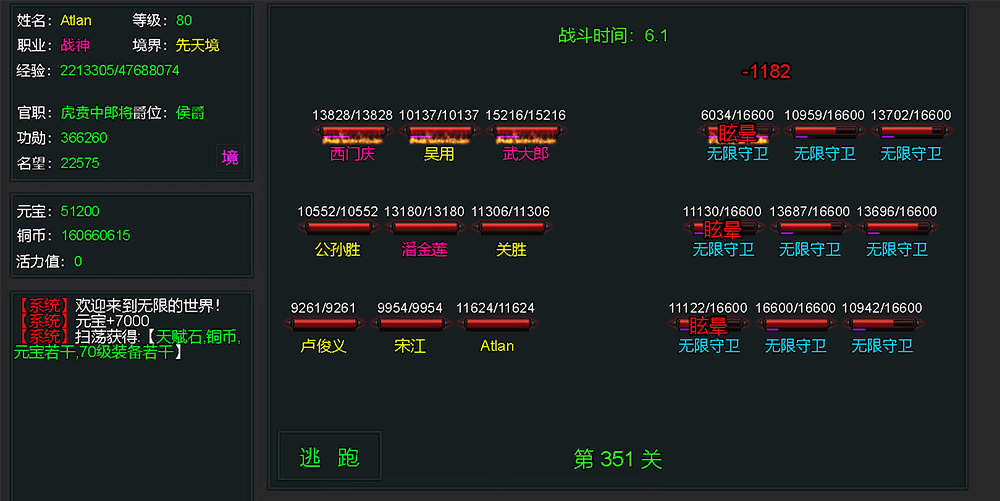 姓名：Atlan 等级：80
职业：战神 境界：先天境
经验：2213305/47688074
官职：虎贲中郎将爵位：侯爵
功勋：366260
名望：22575
境
元宝：51200
铜币：160660615
活力值：0
【系统】欢迎来到无限的世界！
【系统】元宝+7000
【系统】扫荡获得:【天赋石,铜币,
元宝若干,70级装备若干】
战斗时间：6.1
-1182
13828/13828 10137/10137 15216/15216 6034/16600 10959/16600 13702/16600
眩晕
西门庆 吴用 武大郎 无限守卫 无限守卫 无限守卫
10552/10552 13180/13180 11306/11306 11130/16600 13687/16600 13696/16600
眩晕
公孙胜 潘金莲 关胜 无限守卫 无限守卫 无限守卫
9261/9261 9954/9954 11624/11624 11122/16600 16600/16600 10942/16600
眩晕
卢俊义 宋江 Atlan 无限守卫 无限守卫 无限守卫
逃 跑
第 351 关